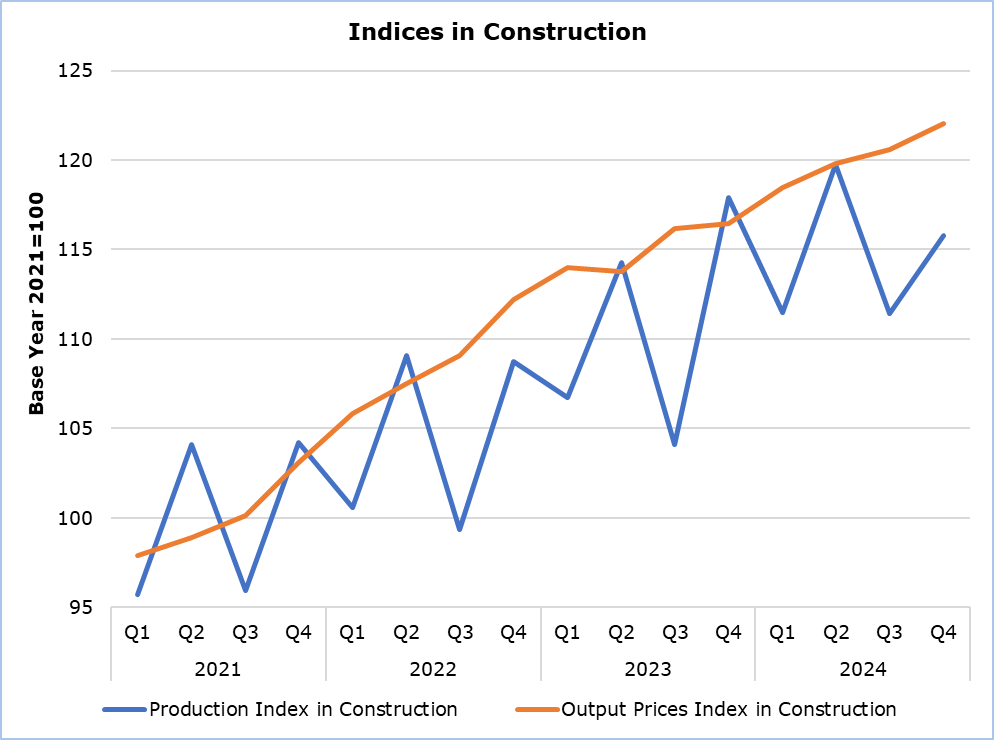 Indices in Construction
125
120
115
110
105
100
95
Base Year 2021=100
Q1 Q2 Q3 Q4 Q1 Q2 Q3 Q4 Q1 Q2 Q3 Q4 Q1 Q2 Q3 Q4
2021 2022 2023 2024
Production Index in Construction Output Prices Index in Construction